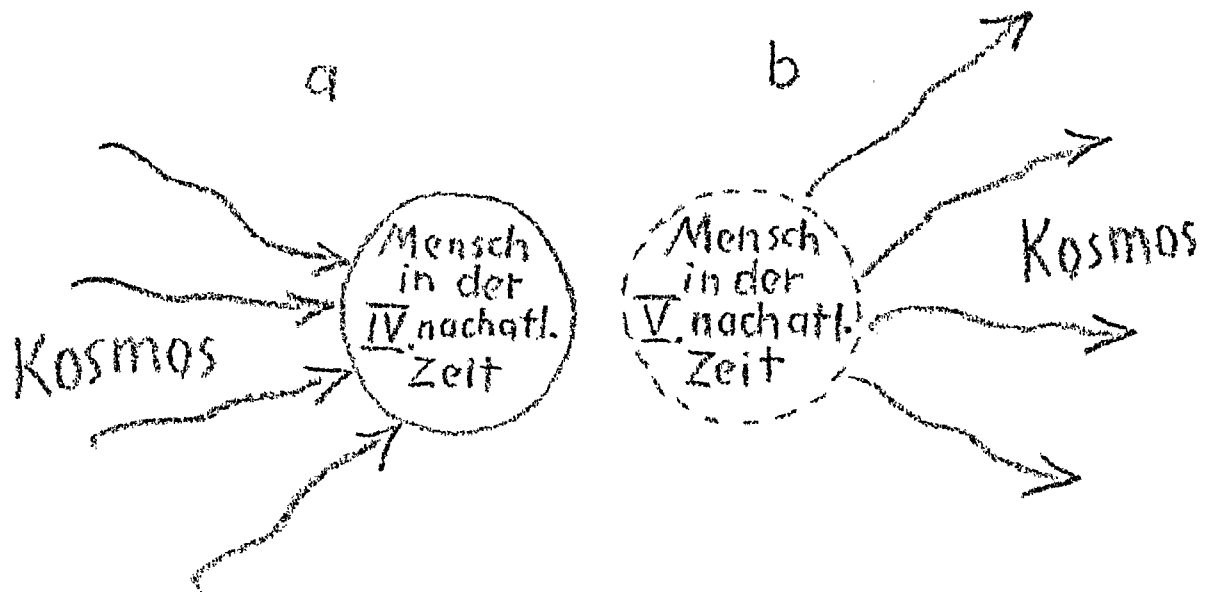 a
Mensch
in der
IV. nachatl.
Zeit
Kosmos
b
Mensch
in der
V. nachatl.
Zeit
Kosmos